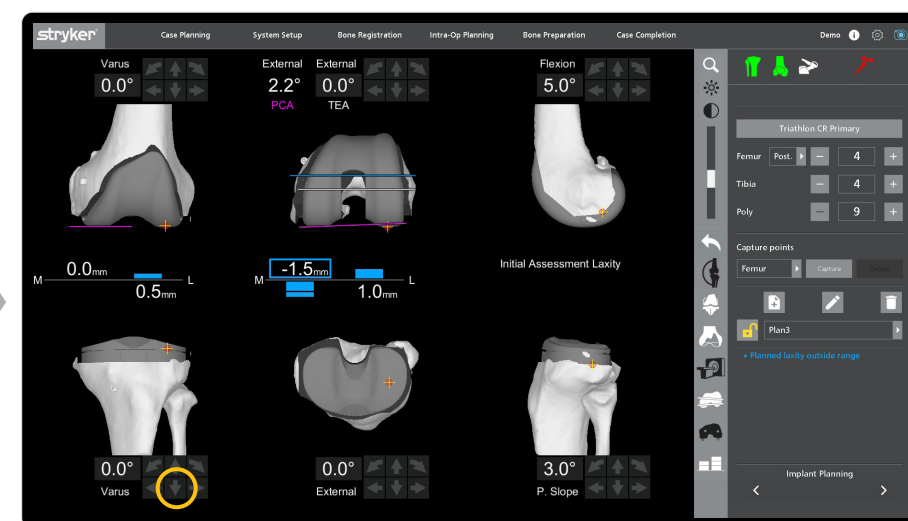 stryker
Case Planning
System Setup
Bone Registration
Intra-Op Planning
Bone Preparation
Case Completion
Demo
Varus
0.0°
External
2.2°
PCA
External
0.0°
TEA
Flexion
5.0°
Triathlon CR Primary
Femur Post. − 4 +
Tibia − 4 +
Poly − 9 +
Capture points
Femur Capture Delete
Plan3
• Planned laxity outside range
M 0.0mm L
0.5mm
M -1.5mm L
1.0mm
Initial Assessment Laxity
0.0°
Varus
0.0°
External
3.0°
P. Slope
Implant Planning
< >